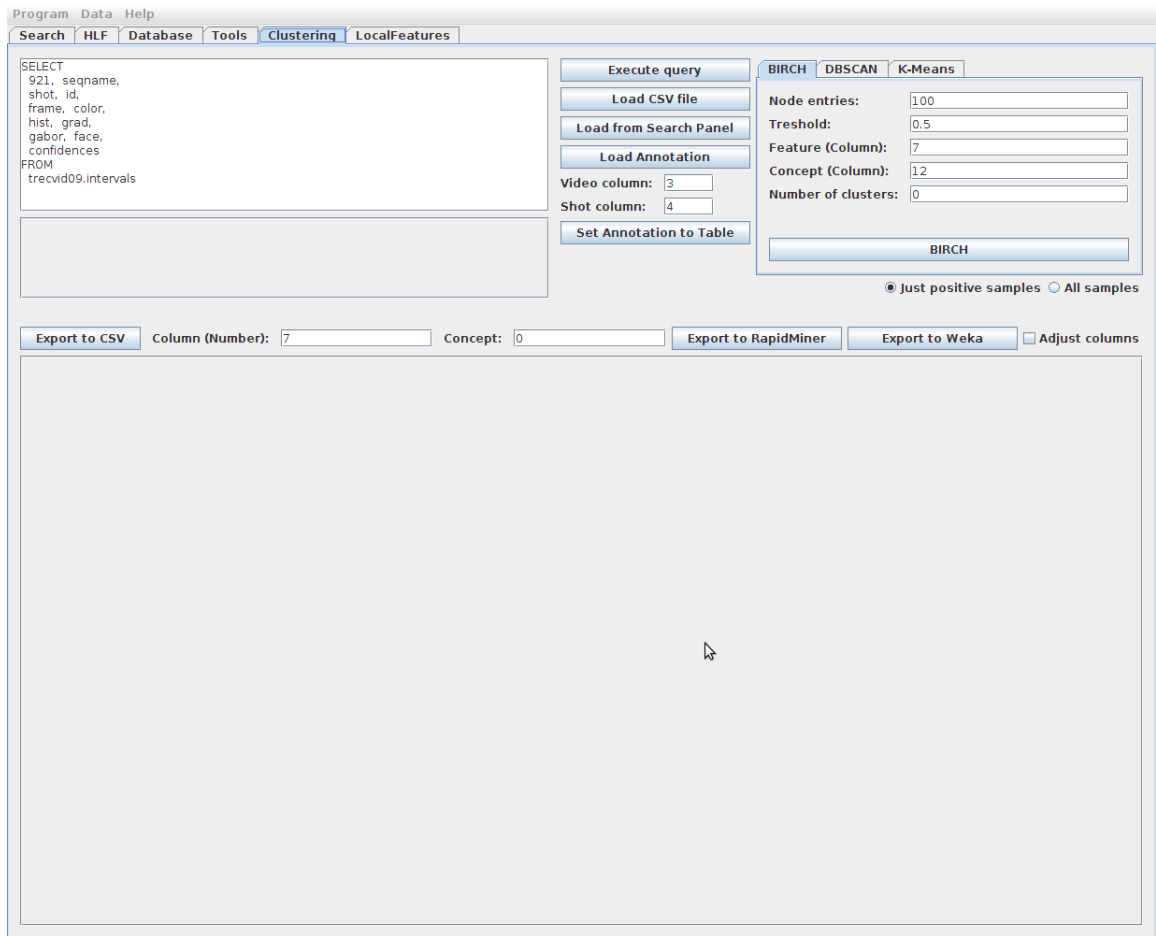 Program Data Help
Search HLF Database Tools Clustering LocalFeatures
SELECT
921, seqname,
shot, id,
frame, color,
hist, grad,
gabor, face,
confidences
FROM
trecvid09.intervals
Execute query
Load CSV file
Load from Search Panel
Load Annotation
Video column: 3
Shot column: 4
Set Annotation to Table
BIRCH DBSCAN K-Means
Node entries: 100
Treshold: 0.5
Feature (Column): 7
Concept (Column): 12
Number of clusters: 0
BIRCH
Just positive samples All samples
Export to CSV Column (Number): 7 Concept: 0 Export to RapidMiner Export to Weka Adjust columns